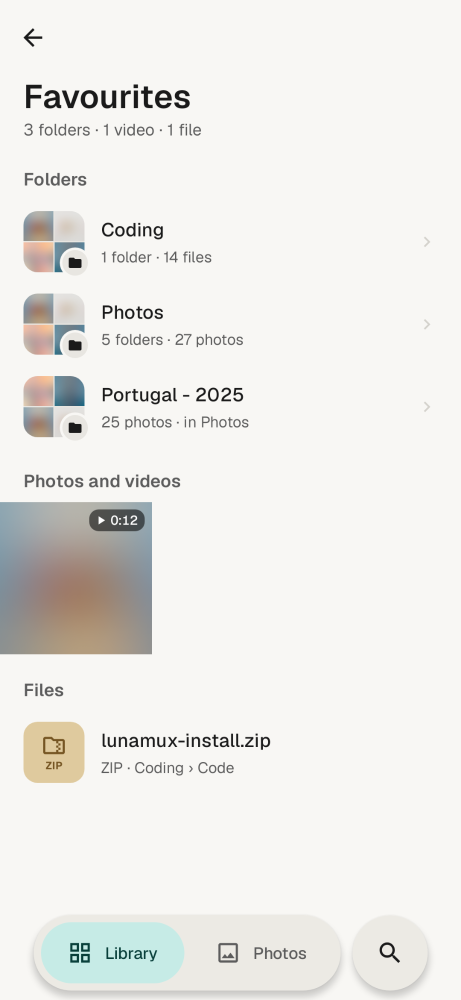 Favourites
3 folders · 1 video · 1 file
Folders
Coding
1 folder · 14 files
Photos
5 folders · 27 photos
Portugal - 2025
25 photos · in Photos
Photos and videos
0:12
Files
ZIP
lunamux-install.zip
ZIP · Coding › Code
Library
Photos